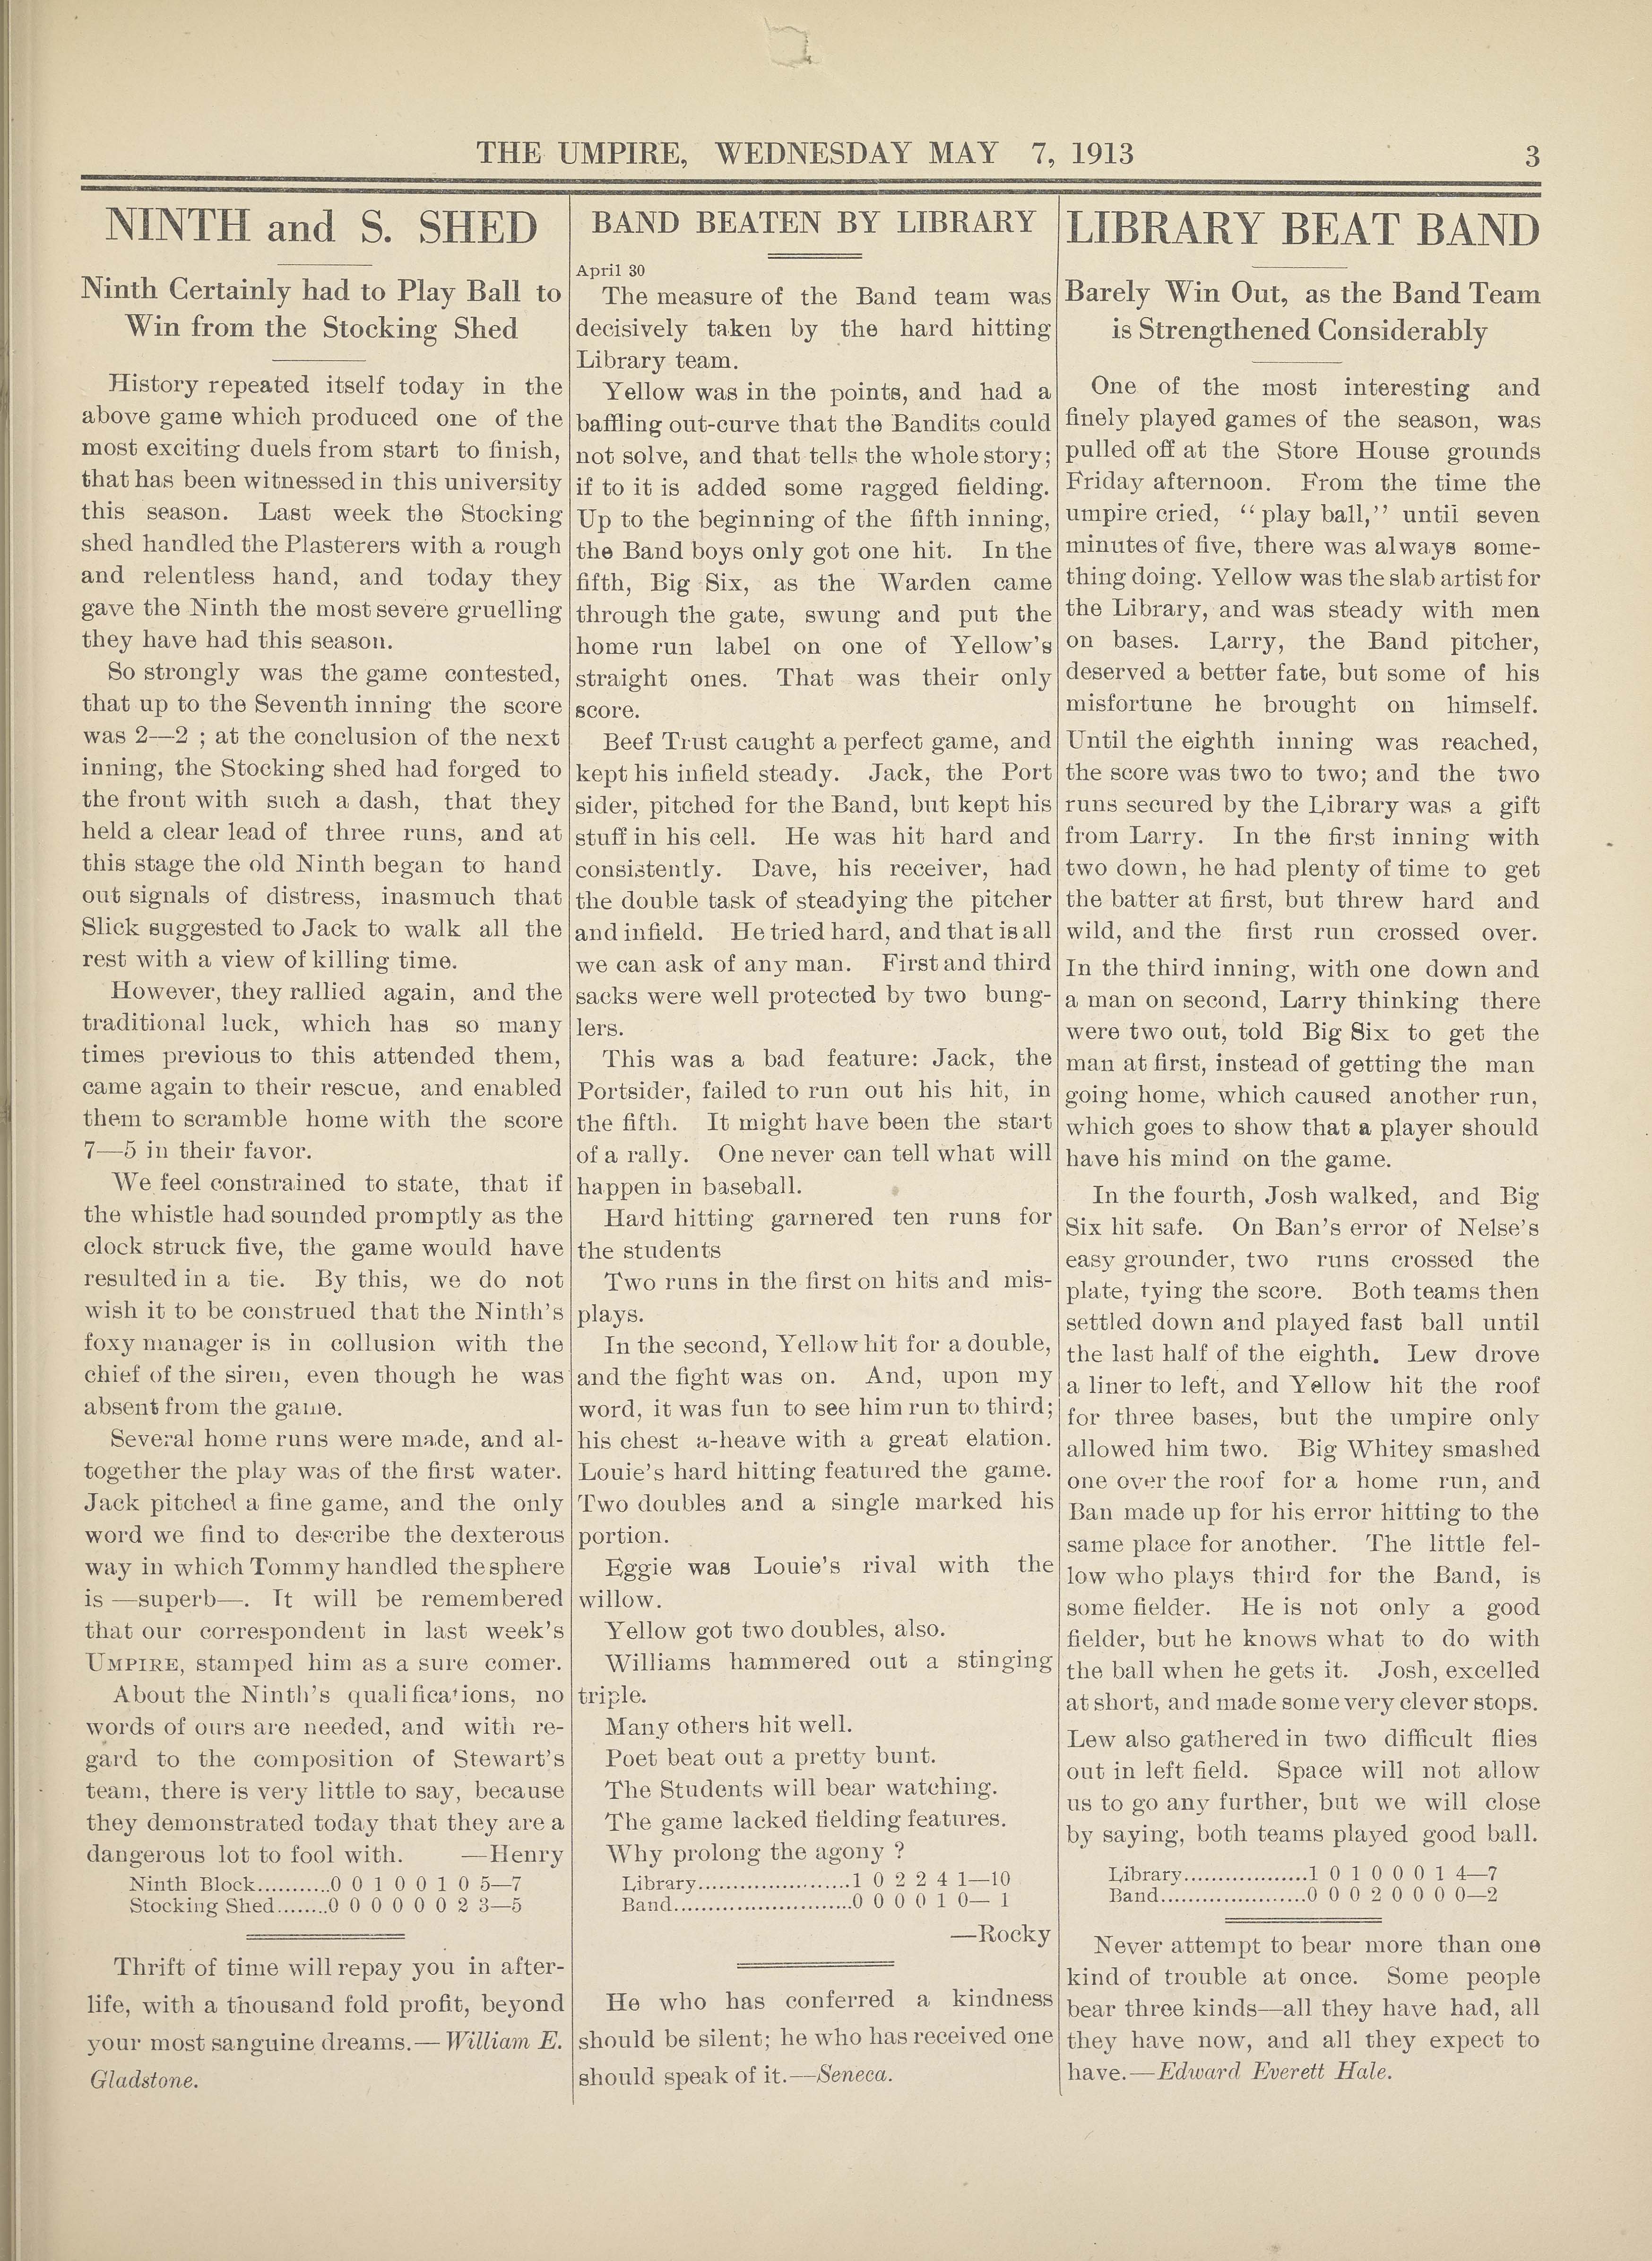 THE UMPIRE, WEDNESDAY MAY 7, 1913
3
NINTH and S. SHED
Ninth Certainly had to Play Ball to
Win from the Stocking Shed
History repeated itself today in the
above game which produced one of the
most exciting duels from start to finish,
that has been witnessed in this university
this season. Last week the Stocking
shed handled the Plasterers with a rough
and relentless hand, and today they
gave the Ninth the most severe gruelling
they have had this season.
So strongly was the game contested,
that up to the Seventh inning the score
was 2—2 ; at the conclusion of the next
inning, the Stocking shed had forged to
the front with such a dash, that they
held a clear lead of three runs, and at
this stage the old Ninth began to hand
out signals of distress, inasmuch that
Slick suggested to Jack to walk all the
rest with a view of killing time.
However, they rallied again, and the
traditional luck, which has so many
times previous to this attended them,
came again to their rescue, and enabled
them to scramble home with the score
7—5 in their favor.
We feel constrained to state, that if
the whistle had sounded promptly as the
clock struck five, the game would have
resulted in a tie. By this, we do not
wish it to be construed that the Ninth's
foxy manager is in collusion with the
chief of the siren, even though he was
absent from the game.
Several home runs were made, and al-
together the play was of the first water.
Jack pitched a fine game, and the only
word we find to describe the dexterous
way in which Tommy handled the sphere
is —superb—. It will be remembered
that our correspondent in last week's
UMPIRE, stamped him as a sure comer.
About the Ninth's qualifications, no
words of ours are needed, and with re-
gard to the composition of Stewart's
team, there is very little to say, because
they demonstrated today that they are a
dangerous lot to fool with. —Henry
Ninth Block...........0 0 1 0 0 1 0 5—7
Stocking Shed........0 0 0 0 0 0 2 3—5
Thrift of time will repay you in after-
life, with a thousand fold profit, beyond
your most sanguine dreams.—William E.
Gladstone.
BAND BEATEN BY LIBRARY
April 30
The measure of the Band team was
decisively taken by the hard hitting
Library team.
Yellow was in the points, and had a
baffling out-curve that the Bandits could
not solve, and that tells the whole story;
if to it is added some ragged fielding.
Up to the beginning of the fifth inning,
the Band boys only got one hit. In the
fifth, Big Six, as the Warden came
through the gate, swung and put the
home run label on one of Yellow's
straight ones. That was their only
score.
Beef Trust caught a perfect game, and
kept his infield steady. Jack, the Port
sider, pitched for the Band, but kept his
stuff in his cell. He was hit hard and
consistently. Dave, his receiver, had
the double task of steadying the pitcher
and infield. He tried hard, and that is all
we can ask of any man. First and third
sacks were well protected by two bung-
lers.
This was a bad feature: Jack, the
Portsider, failed to run out his hit, in
the fifth. It might have been the start
of a rally. One never can tell what will
happen in baseball.
Hard hitting garnered ten runs for
the students
Two runs in the first on hits and mis-
plays.
In the second, Yellow hit for a double,
and the fight was on. And, upon my
word, it was fun to see him run to third;
his chest a-heave with a great elation.
Louie's hard hitting featured the game.
Two doubles and a single marked his
portion.
Eggie was Louie's rival with the
willow.
Yellow got two doubles, also.
Williams hammered out a stinging
triple.
Many others hit well.
Poet beat out a pretty bunt.
The Students will bear watching.
The game lacked fielding features.
Why prolong the agony ?
Library.......................1 0 2 2 4 1—10
Band...........................0 0 0 0 1 0— 1
—Rocky
He who has conferred a kindness
should be silent; he who has received one
should speak of it.—Seneca.
LIBRARY BEAT BAND
Barely Win Out, as the Band Team
is Strengthened Considerably
One of the most interesting and
finely played games of the season, was
pulled off at the Store House grounds
Friday afternoon. From the time the
umpire cried, "play ball," until seven
minutes of five, there was always some-
thing doing. Yellow was the slab artist for
the Library, and was steady with men
on bases. Larry, the Band pitcher,
deserved a better fate, but some of his
misfortune he brought on himself.
Until the eighth inning was reached,
the score was two to two; and the two
runs secured by the Library was a gift
from Larry. In the first inning with
two down, he had plenty of time to get
the batter at first, but threw hard and
wild, and the first run crossed over.
In the third inning, with one down and
a man on second, Larry thinking there
were two out, told Big Six to get the
man at first, instead of getting the man
going home, which caused another run,
which goes to show that a player should
have his mind on the game.
In the fourth, Josh walked, and Big
Six hit safe. On Ban's error of Nelse's
easy grounder, two runs crossed the
plate, tying the score. Both teams then
settled down and played fast ball until
the last half of the eighth. Lew drove
a liner to left, and Yellow hit the roof
for three bases, but the umpire only
allowed him two. Big Whitey smashed
one over the roof for a home run, and
Ban made up for his error hitting to the
same place for another. The little fel-
low who plays third for the Band, is
some fielder. He is not only a good
fielder, but he knows what to do with
the ball when he gets it. Josh, excelled
at short, and made some very clever stops.
Lew also gathered in two difficult flies
out in left field. Space will not allow
us to go any further, but we will close
by saying, both teams played good ball.
Library..................1 0 1 0 0 0 1 4—7
Band.....................0 0 0 2 0 0 0 0—2
Never attempt to bear more than one
kind of trouble at once. Some people
bear three kinds—all they have had, all
they have now, and all they expect to
have.—Edward Everett Hale.